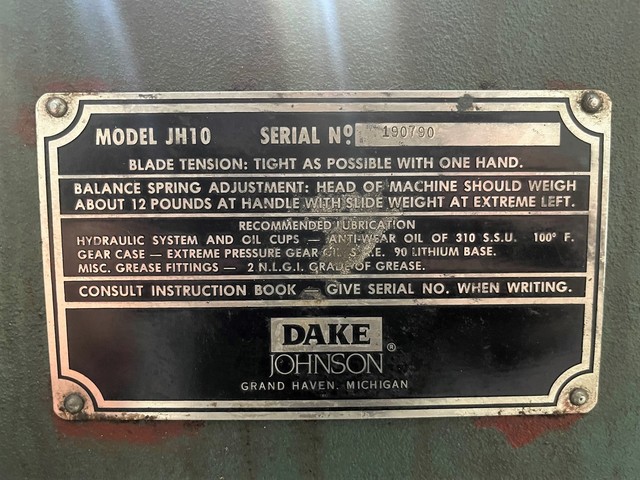 MODEL JH10 SERIAL Nº 190790
BLADE TENSION: TIGHT AS POSSIBLE WITH ONE HAND.
BALANCE SPRING ADJUSTMENT: HEAD OF MACHINE SHOULD WEIGH
ABOUT 12 POUNDS AT HANDLE WITH SLIDE WEIGHT AT EXTREME LEFT.
RECOMMENDED LUBRICATION
HYDRAULIC SYSTEM AND OIL CUPS — ANTI-WEAR OIL OF 310 S.S.U. 100° F.
GEAR CASE — EXTREME PRESSURE GEAR OIL S.A.E. 90 LITHIUM BASE.
MISC. GREASE FITTINGS — 2 N.L.G.I. GRADE OF GREASE.
CONSULT INSTRUCTION BOOK — GIVE SERIAL NO. WHEN WRITING.
DAKE
JOHNSON ®
GRAND HAVEN, MICHIGAN